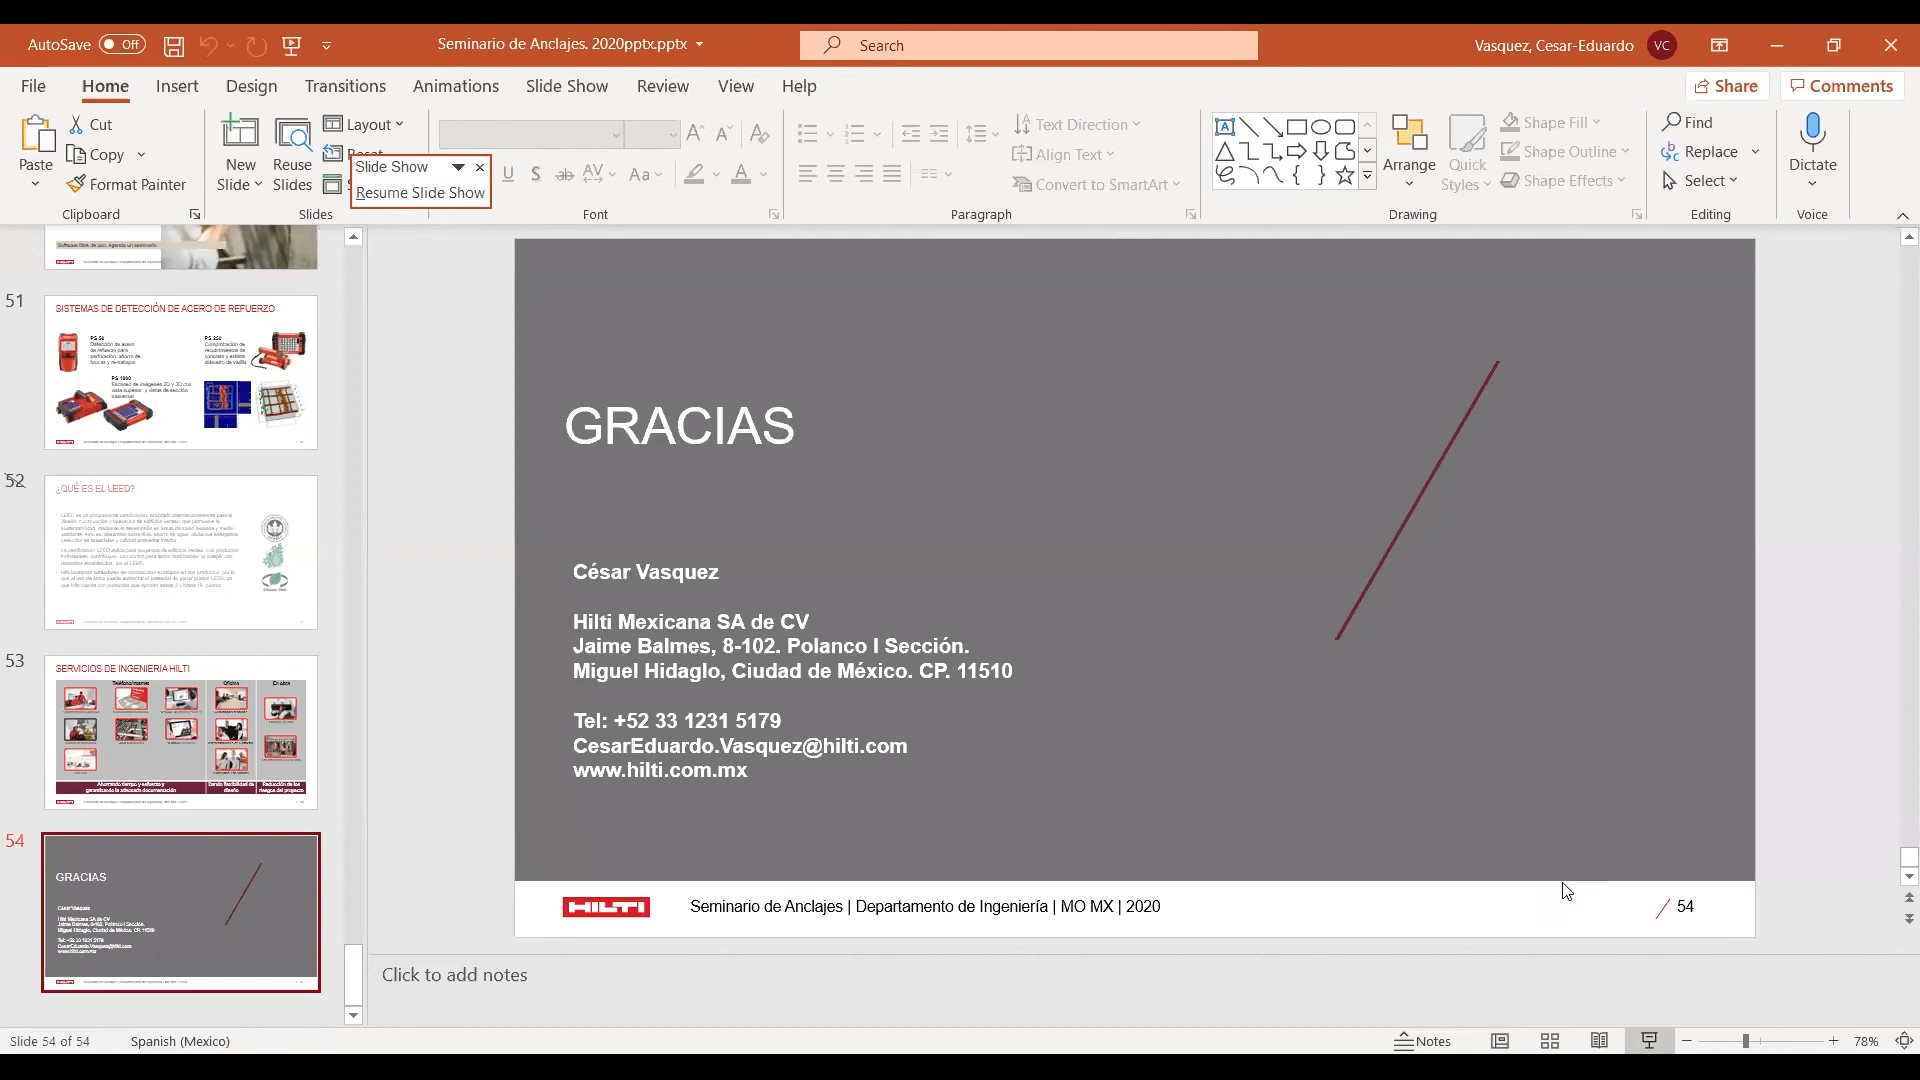 AutoSave Off
Seminario de Anclajes. 2020pptx.pptx
Search
Vasquez, Cesar-Eduardo VC
File Home Insert Design Transitions Animations Slide Show Review View Help
Share Comments
Paste
Cut
Copy
Format Painter
Clipboard
New Slide
Reuse Slides
Layout
Reset
Slides
Slide Show
Resume Slide Show
Font
Text Direction
Align Text
Convert to SmartArt
Paragraph
Arrange
Quick Styles
Shape Fill
Shape Outline
Shape Effects
Drawing
Find
Replace
Select
Editing
Dictate
Voice
51
SISTEMAS DE DETECCIÓN DE ACERO DE REFUERZO
52
¿QUÉ ES EL LEED?
53
SERVICIOS DE INGENIERIA HILTI
54
GRACIAS
GRACIAS
César Vasquez
Hilti Mexicana SA de CV
Jaime Balmes, 8-102. Polanco I Sección.
Miguel Hidaglo, Ciudad de México. CP. 11510
Tel: +52 33 1231 5179
CesarEduardo.Vasquez@hilti.com
www.hilti.com.mx
HILTI
Seminario de Anclajes | Departamento de Ingeniería | MO MX | 2020
54
Click to add notes
Slide 54 of 54
Spanish (Mexico)
Notes
78%